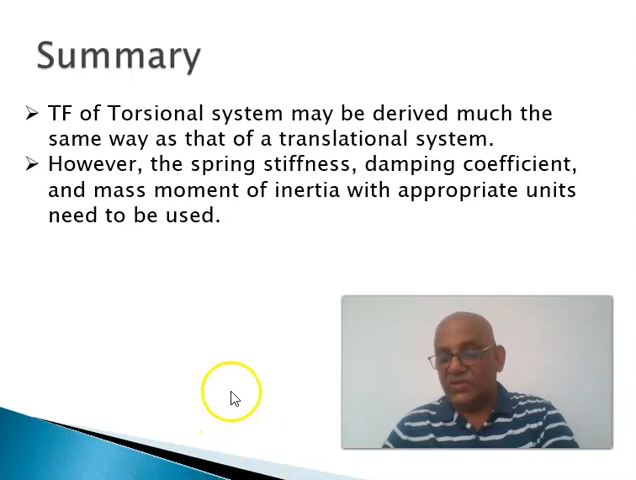 Summary
TF of Torsional system may be derived much the
same way as that of a translational system.
However, the spring stiffness, damping coefficient,
and mass moment of inertia with appropriate units
need to be used.